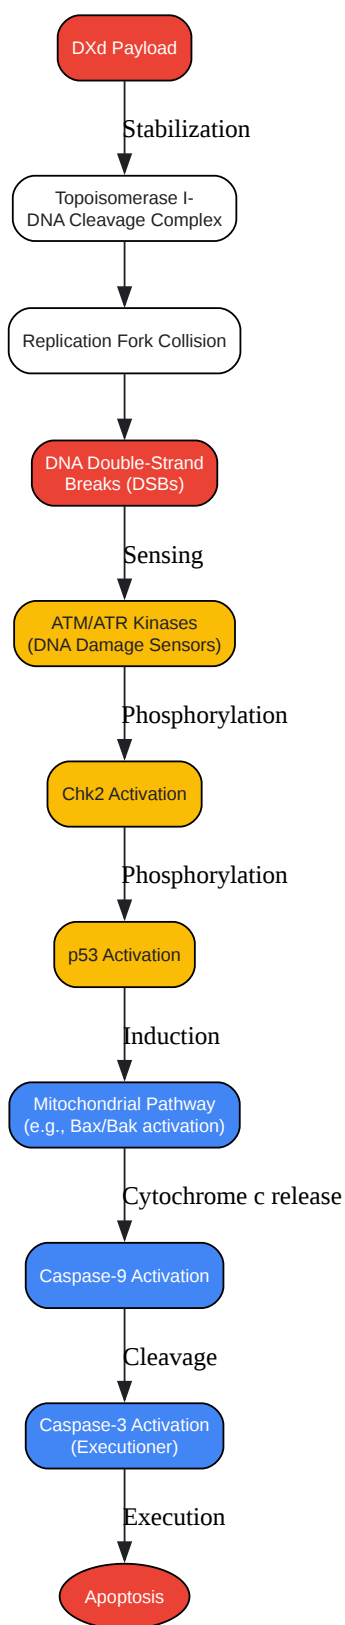 DXd Payload
Stabilization
Topoisomerase I-
DNA Cleavage Complex
Replication Fork Collision
DNA Double-Strand
Breaks (DSBs)
Sensing
ATM/ATR Kinases
(DNA Damage Sensors)
Phosphorylation
Chk2 Activation
Phosphorylation
p53 Activation
Induction
Mitochondrial Pathway
(e.g., Bax/Bak activation)
Cytochrome c release
Caspase-9 Activation
Cleavage
Caspase-3 Activation
(Executioner)
Execution
Apoptosis